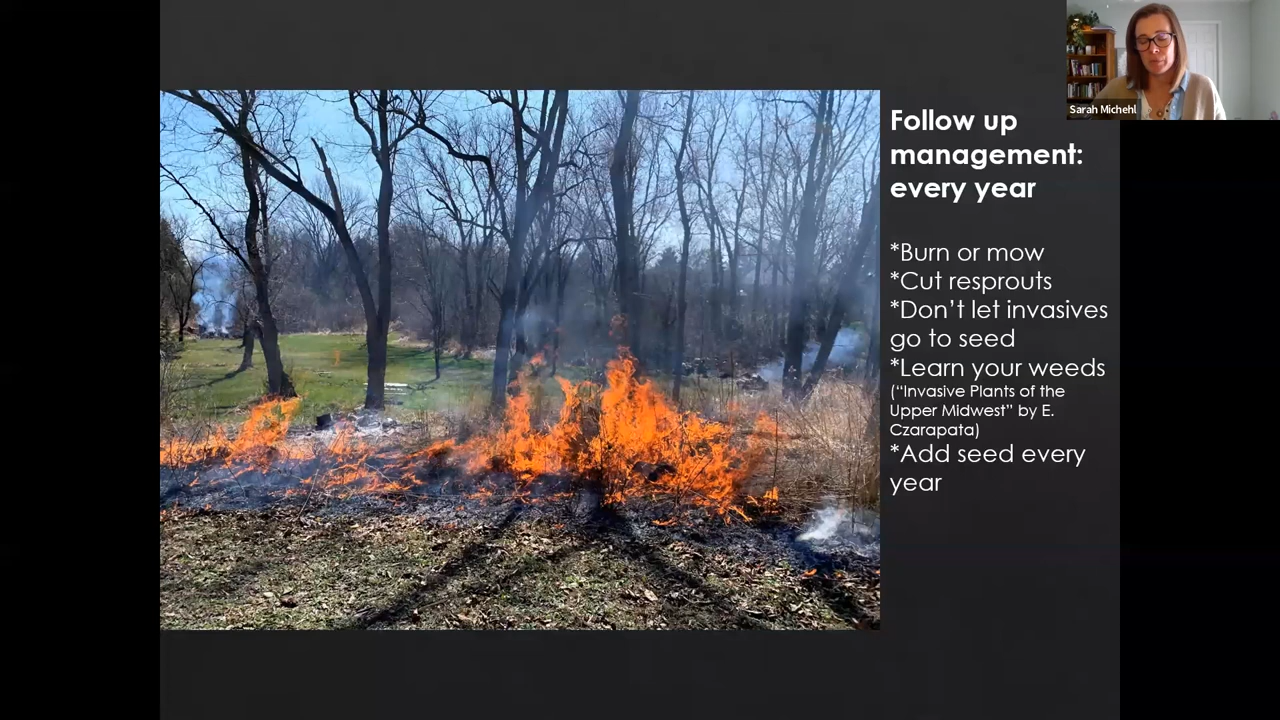 Sarah Michehl
Follow up
management:
every year
*Burn or mow
*Cut resprouts
*Don’t let invasives
go to seed
*Learn your weeds
(“Invasive Plants of the
Upper Midwest” by E.
Czarapata)
*Add seed every
year